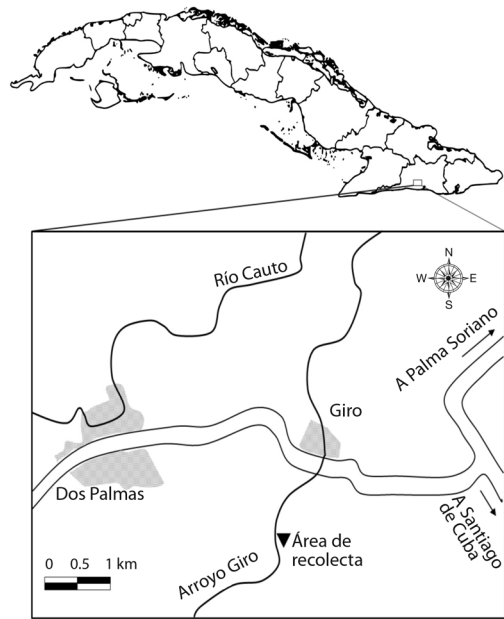 N
W
E
S
Río Cauto
A Palma Soriano
Giro
Dos Palmas
A Santiago
de Cuba
Área de
recolecta
Arroyo Giro
0 0.5 1 km